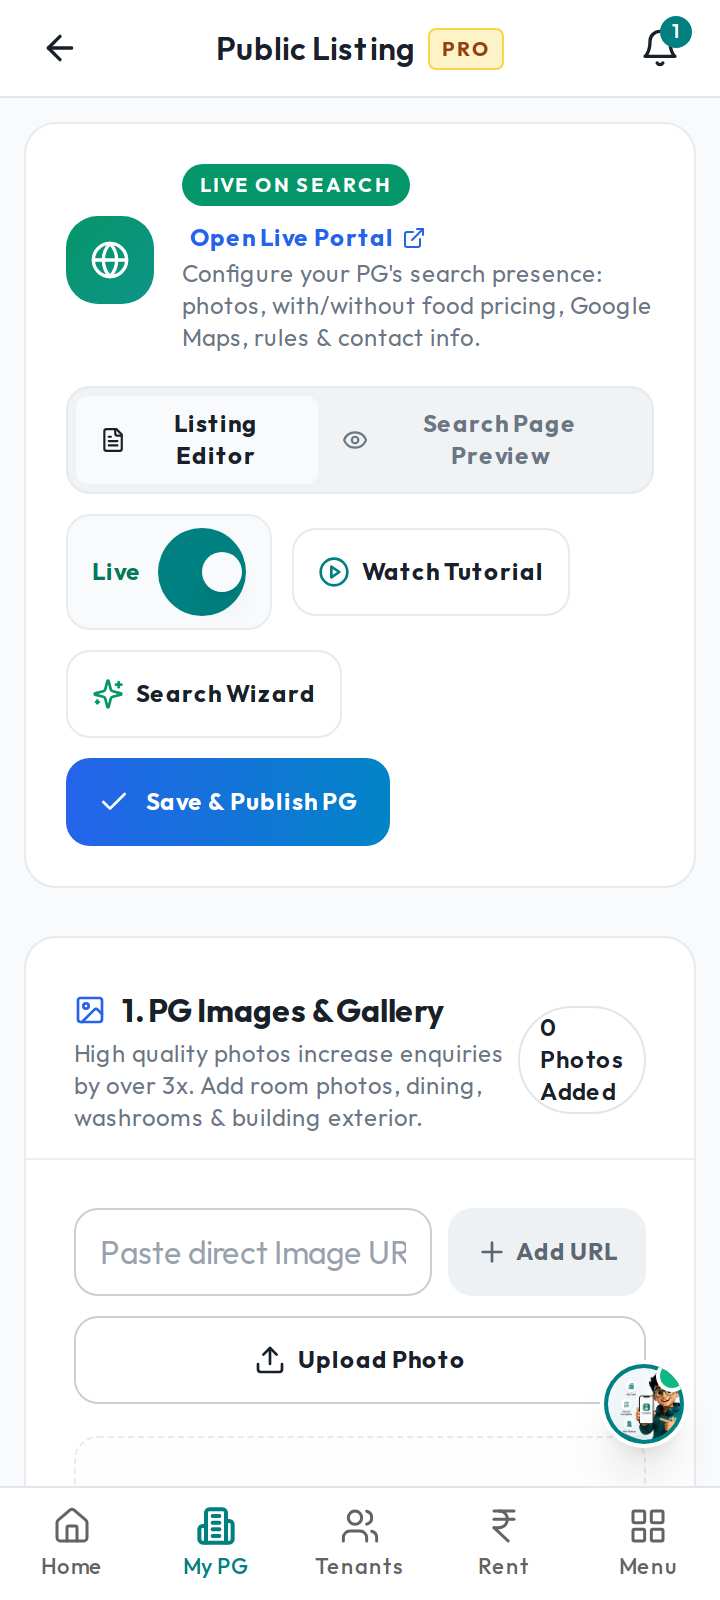 Public Listing PRO
1
LIVE ON SEARCH
Open Live Portal
Configure your PG's search presence:
photos, with/without food pricing, Google
Maps, rules & contact info.
Listing
Editor
Search Page
Preview
Live
Watch Tutorial
Search Wizard
Save & Publish PG
1. PG Images & Gallery
High quality photos increase enquiries
by over 3x. Add room photos, dining,
washrooms & building exterior.
0
Photos
Added
Paste direct Image UR
Add URL
Upload Photo
Home
My PG
Tenants
Rent
Menu